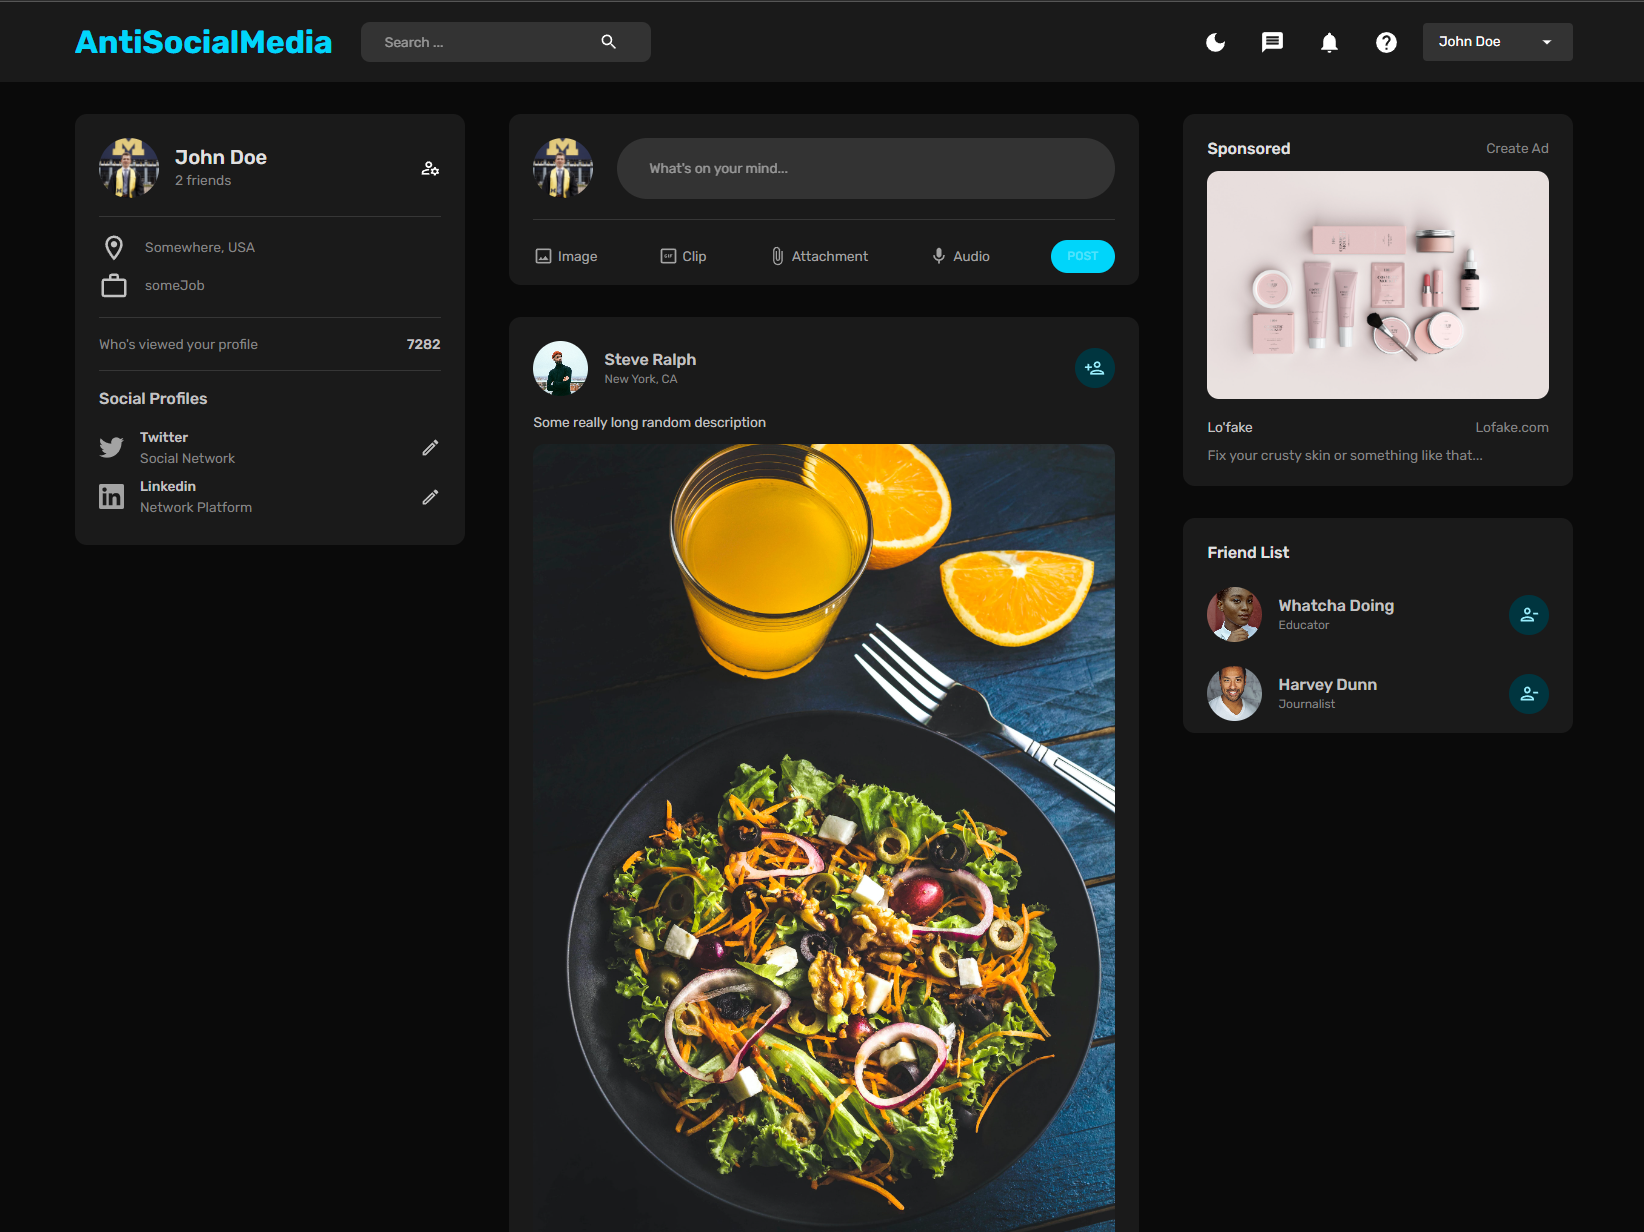 AntiSocialMedia
Search ...
John Doe
John Doe
2 friends
Somewhere, USA
someJob
Who's viewed your profile 7282
Social Profiles
Twitter
Social Network
Linkedin
Network Platform
What's on your mind...
Image Clip Attachment Audio POST
Steve Ralph
New York, CA
Some really long random description
Sponsored Create Ad
Lo'fake Lofake.com
Fix your crusty skin or something like that...
Friend List
Whatcha Doing
Educator
Harvey Dunn
Journalist